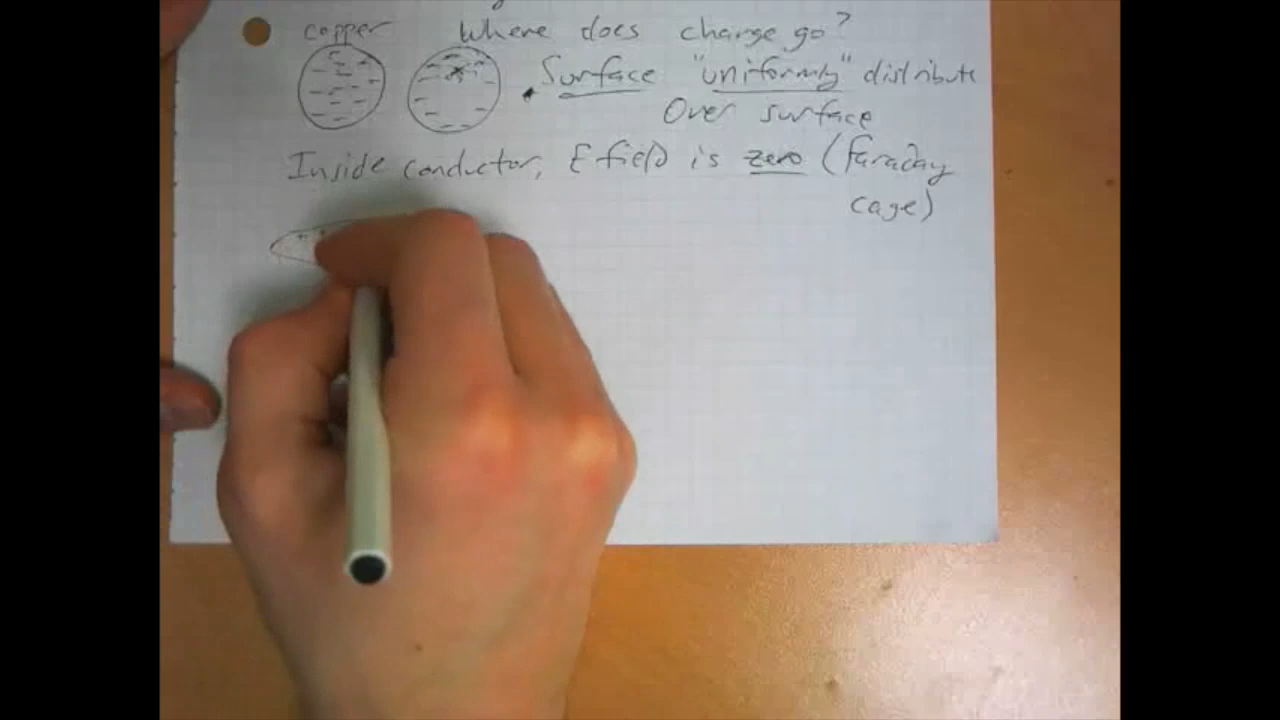 copper Where does charge go?
Surface "uniformly" distribute
Over surface
Inside conductor, E field is zero (Faraday
cage)